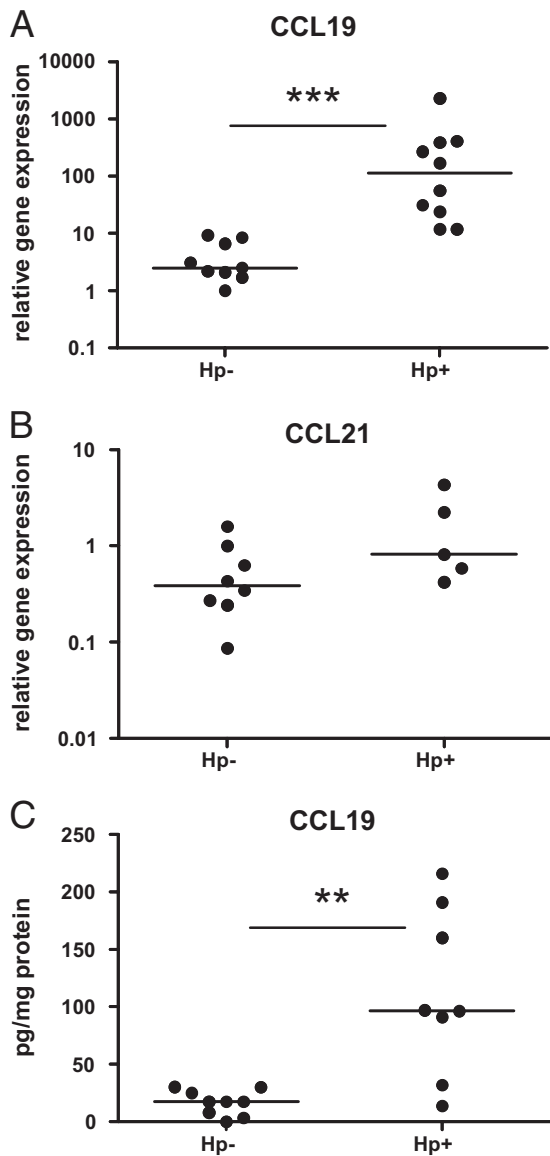 A
CCL19
relative gene expression
10000
1000
100
10
1
0.1
***
Hp-
Hp+
B
CCL21
relative gene expression
10
1
0.1
0.01
Hp-
Hp+
C
CCL19
pg/mg protein
250
200
150
100
50
0
**
Hp-
Hp+